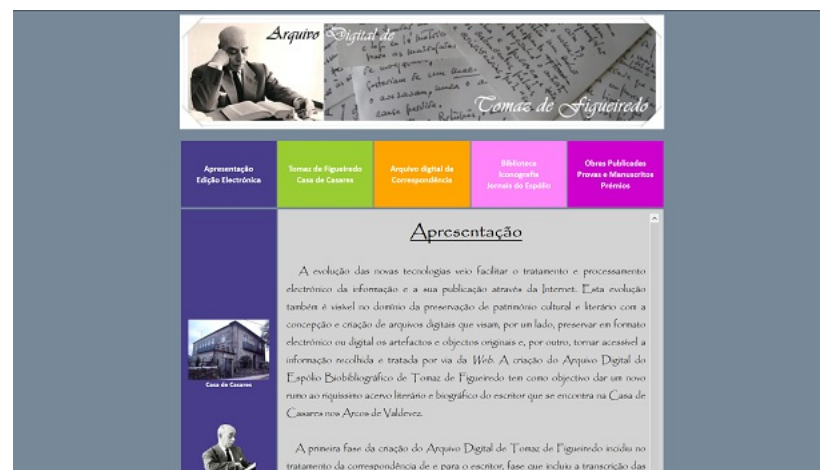 Arquivo Digital de
Tomaz de Figueiredo
Apresentação
Edição Electrónica
Tomaz de Figueiredo
Casa de Casares
Arquivo digital da
Correspondência
Biblioteca
Iconografia
Jornais do Espólio
Obras Publicadas
Provas e Manuscritos
Prémios
Apresentação
A evolução das novas tecnologias veio facilitar o tratamento e processamento
electrónico da informação e a sua publicação através da Internet. Esta evolução
também é visível no domínio da preservação de património cultural e literário com a
concepção e criação de arquivos digitais que visam, por um lado, preservar em formato
electrónico ou digital os artefactos e objectos originais e, por outro, tornar acessível a
informação recolhida e tratada por via da Web. A criação do Arquivo Digital do
Espólio Biobibliográfico de Tomaz de Figueiredo tem como objectivo dar um novo
rumo ao riquíssimo acervo literário e biográfico do escritor que se encontra na Casa de
Casares nos Arcos de Valdevez.
Casa de Casares
A primeira fase da criação do Arquivo Digital de Tomaz de Figueiredo incidiu no
tratamento da correspondência de e para o escritor, fase que incluiu a transcrição das